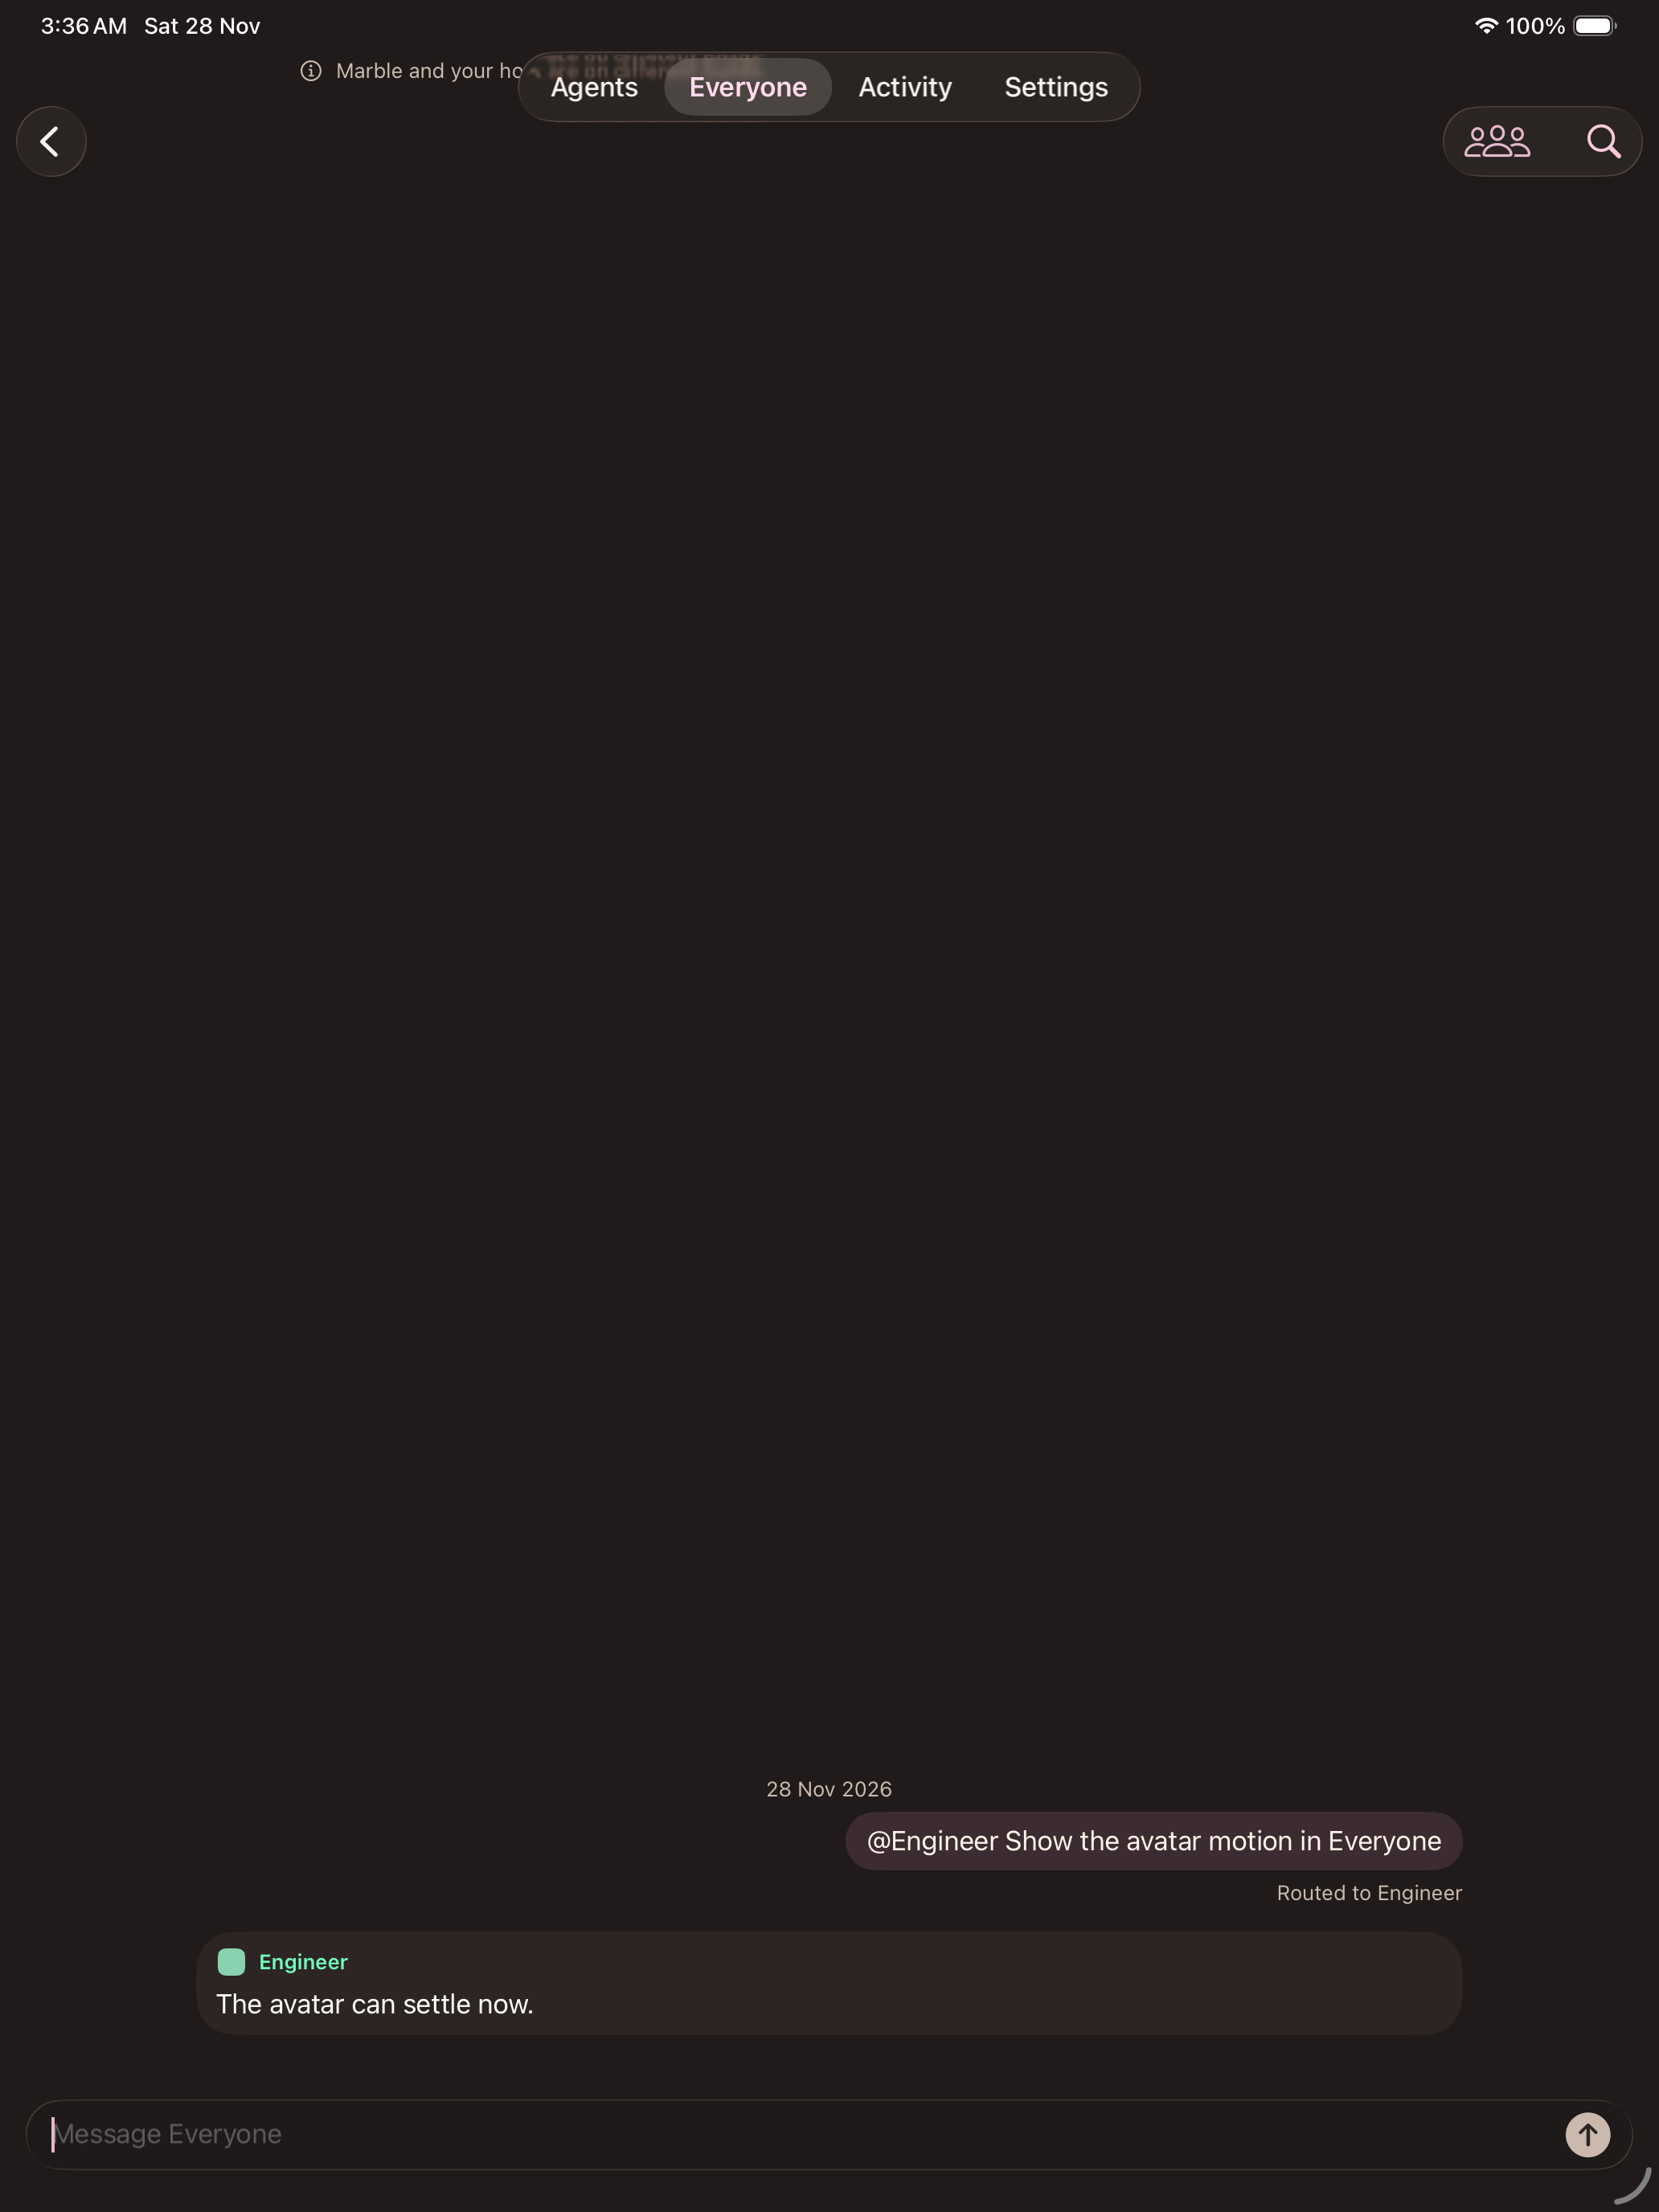 3:36 AM Sat 28 Nov 100%
Marble and your ho
Agents Everyone Activity Settings
28 Nov 2026
@Engineer Show the avatar motion in Everyone
Routed to Engineer
Engineer
The avatar can settle now.
Message Everyone